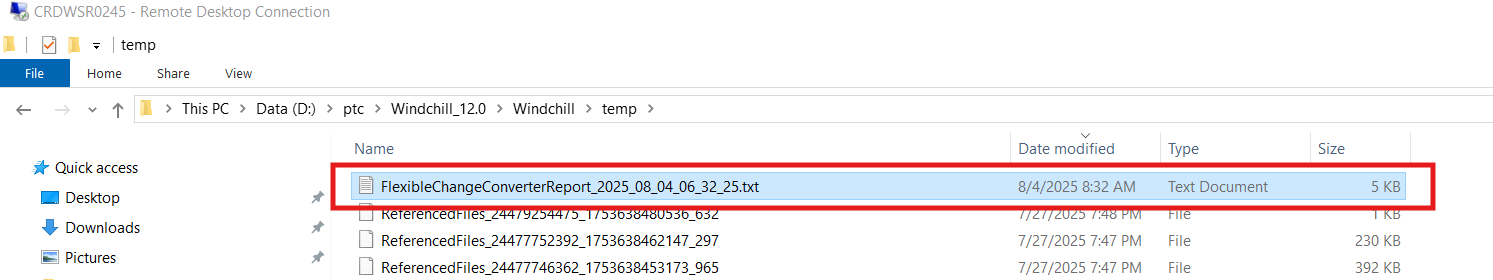 CRDWSR0245 - Remote Desktop Connection
temp
File Home Share View
This PC Data (D:) ptc Windchill_12.0 Windchill temp
Quick access
Desktop
Downloads
Pictures
Name Date modified Type Size
FlexibleChangeConverterReport_2025_08_04_06_32_25.txt 8/4/2025 8:32 AM Text Document 5 KB
ReferencedFiles_24479254475_1753638480536_632 7/27/2025 7:48 PM File 1 KB
ReferencedFiles_24477752392_1753638462147_297 7/27/2025 7:47 PM File 230 KB
ReferencedFiles_24477746362_1753638453173_965 7/27/2025 7:47 PM File 392 KB